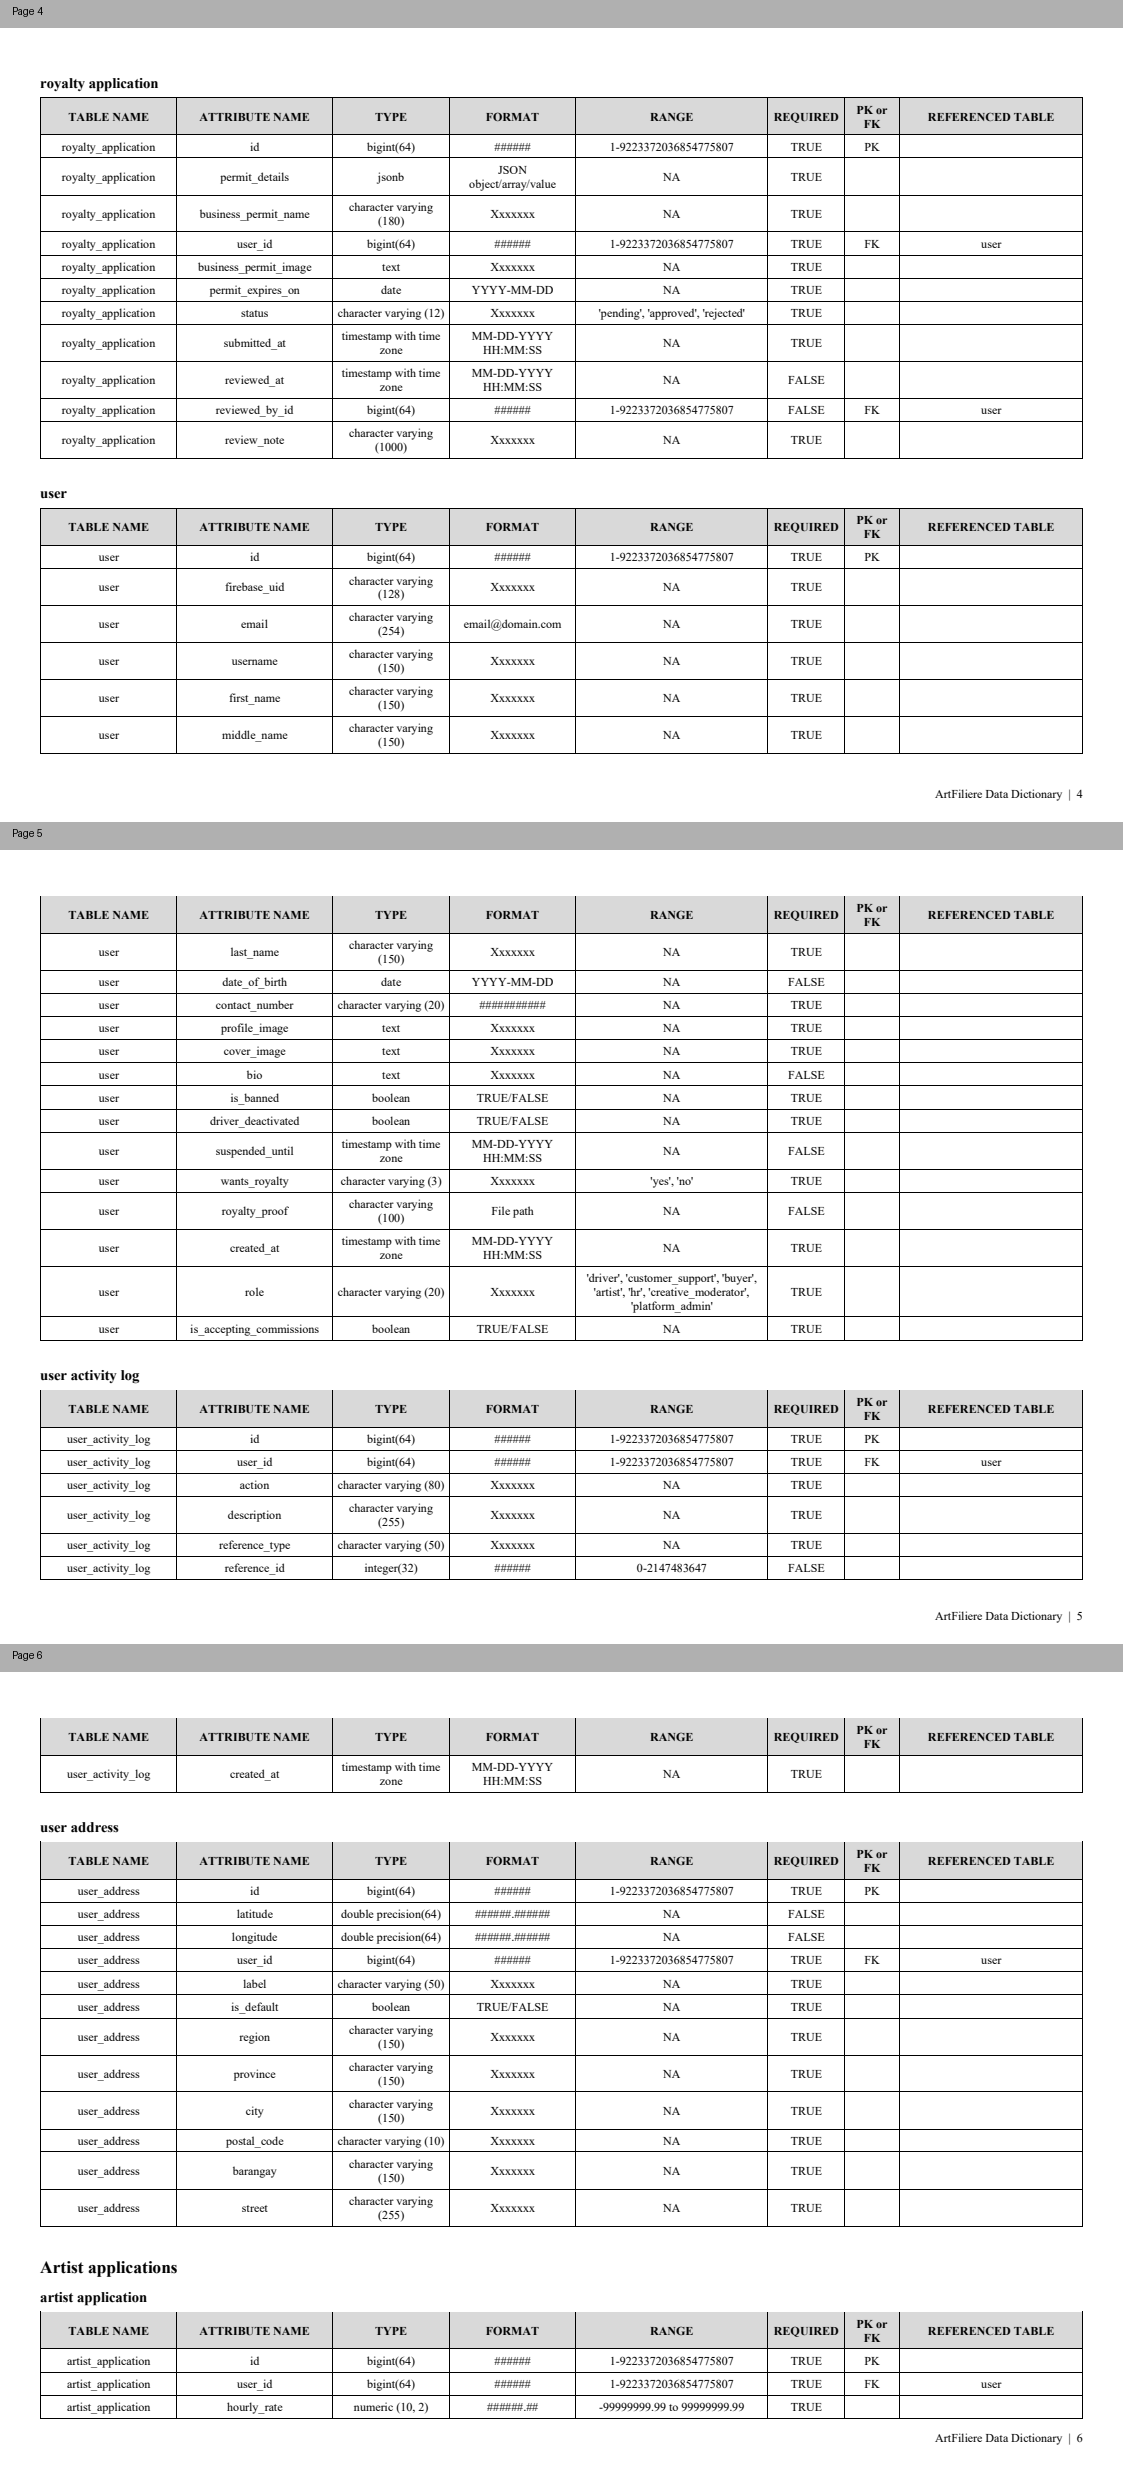 Page 4
royalty application
TABLE NAME ATTRIBUTE NAME TYPE FORMAT RANGE REQUIRED PK or FK REFERENCED TABLE
royalty_application id bigint(64) ###### 1-9223372036854775807 TRUE PK
royalty_application permit_details jsonb JSON object/array/value NA TRUE
royalty_application business_permit_name character varying (180) Xxxxxxx NA TRUE
royalty_application user_id bigint(64) ###### 1-9223372036854775807 TRUE FK user
royalty_application business_permit_image text Xxxxxxx NA TRUE
royalty_application permit_expires_on date YYYY-MM-DD NA TRUE
royalty_application status character varying (12) Xxxxxxx 'pending', 'approved', 'rejected' TRUE
royalty_application submitted_at timestamp with time zone MM-DD-YYYY HH:MM:SS NA TRUE
royalty_application reviewed_at timestamp with time zone MM-DD-YYYY HH:MM:SS NA FALSE
royalty_application reviewed_by_id bigint(64) ###### 1-9223372036854775807 FALSE FK user
royalty_application review_note character varying (1000) Xxxxxxx NA TRUE
user
TABLE NAME ATTRIBUTE NAME TYPE FORMAT RANGE REQUIRED PK or FK REFERENCED TABLE
user id bigint(64) ###### 1-9223372036854775807 TRUE PK
user firebase_uid character varying (128) Xxxxxxx NA TRUE
user email character varying (254) email@domain.com NA TRUE
user username character varying (150) Xxxxxxx NA TRUE
user first_name character varying (150) Xxxxxxx NA TRUE
user middle_name character varying (150) Xxxxxxx NA TRUE
ArtFiliere Data Dictionary | 4
Page 5
TABLE NAME ATTRIBUTE NAME TYPE FORMAT RANGE REQUIRED PK or FK REFERENCED TABLE
user last_name character varying (150) Xxxxxxx NA TRUE
user date_of_birth date YYYY-MM-DD NA FALSE
user contact_number character varying (20) ########### NA TRUE
user profile_image text Xxxxxxx NA TRUE
user cover_image text Xxxxxxx NA TRUE
user bio text Xxxxxxx NA FALSE
user is_banned boolean TRUE/FALSE NA TRUE
user driver_deactivated boolean TRUE/FALSE NA TRUE
user suspended_until timestamp with time zone MM-DD-YYYY HH:MM:SS NA FALSE
user wants_royalty character varying (3) Xxxxxxx 'yes', 'no' TRUE
user royalty_proof character varying (100) File path NA FALSE
user created_at timestamp with time zone MM-DD-YYYY HH:MM:SS NA TRUE
user role character varying (20) Xxxxxxx 'driver', 'customer_support', 'buyer', 'artist', 'hr', 'creative_moderator', 'platform_admin' TRUE
user is_accepting_commissions boolean TRUE/FALSE NA TRUE
user activity log
TABLE NAME ATTRIBUTE NAME TYPE FORMAT RANGE REQUIRED PK or FK REFERENCED TABLE
user_activity_log id bigint(64) ###### 1-9223372036854775807 TRUE PK
user_activity_log user_id bigint(64) ###### 1-9223372036854775807 TRUE FK user
user_activity_log action character varying (80) Xxxxxxx NA TRUE
user_activity_log description character varying (255) Xxxxxxx NA TRUE
user_activity_log reference_type character varying (50) Xxxxxxx NA TRUE
user_activity_log reference_id integer(32) ###### 0-2147483647 FALSE
ArtFiliere Data Dictionary | 5
Page 6
TABLE NAME ATTRIBUTE NAME TYPE FORMAT RANGE REQUIRED PK or FK REFERENCED TABLE
user_activity_log created_at timestamp with time zone MM-DD-YYYY HH:MM:SS NA TRUE
user address
TABLE NAME ATTRIBUTE NAME TYPE FORMAT RANGE REQUIRED PK or FK REFERENCED TABLE
user_address id bigint(64) ###### 1-9223372036854775807 TRUE PK
user_address latitude double precision(64) ######.###### NA FALSE
user_address longitude double precision(64) ######.###### NA FALSE
user_address user_id bigint(64) ###### 1-9223372036854775807 TRUE FK user
user_address label character varying (50) Xxxxxxx NA TRUE
user_address is_default boolean TRUE/FALSE NA TRUE
user_address region character varying (150) Xxxxxxx NA TRUE
user_address province character varying (150) Xxxxxxx NA TRUE
user_address city character varying (150) Xxxxxxx NA TRUE
user_address postal_code character varying (10) Xxxxxxx NA TRUE
user_address barangay character varying (150) Xxxxxxx NA TRUE
user_address street character varying (255) Xxxxxxx NA TRUE
Artist applications
artist application
TABLE NAME ATTRIBUTE NAME TYPE FORMAT RANGE REQUIRED PK or FK REFERENCED TABLE
artist_application id bigint(64) ###### 1-9223372036854775807 TRUE PK
artist_application user_id bigint(64) ###### 1-9223372036854775807 TRUE FK user
artist_application hourly_rate numeric (10, 2) ######.## -99999999.99 to 99999999.99 TRUE
ArtFiliere Data Dictionary | 6